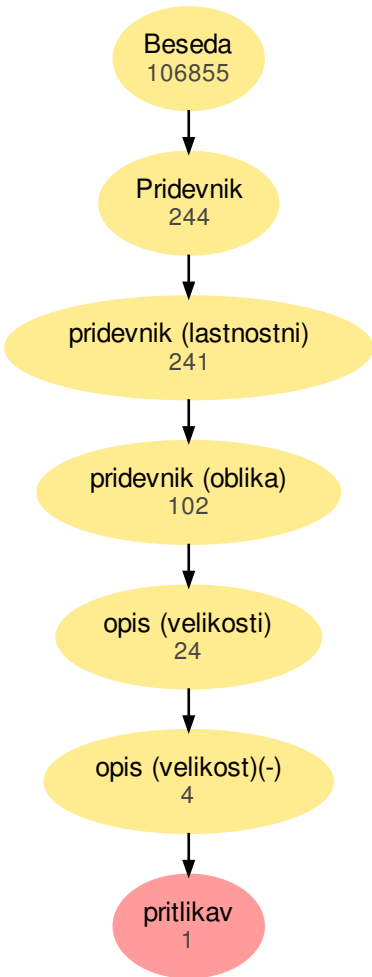 Beseda
106855
Pridevnik
244
pridevnik (lastnostni)
241
pridevnik (oblika)
102
opis (velikosti)
24
opis (velikost)(-)
4
pritlikav
1